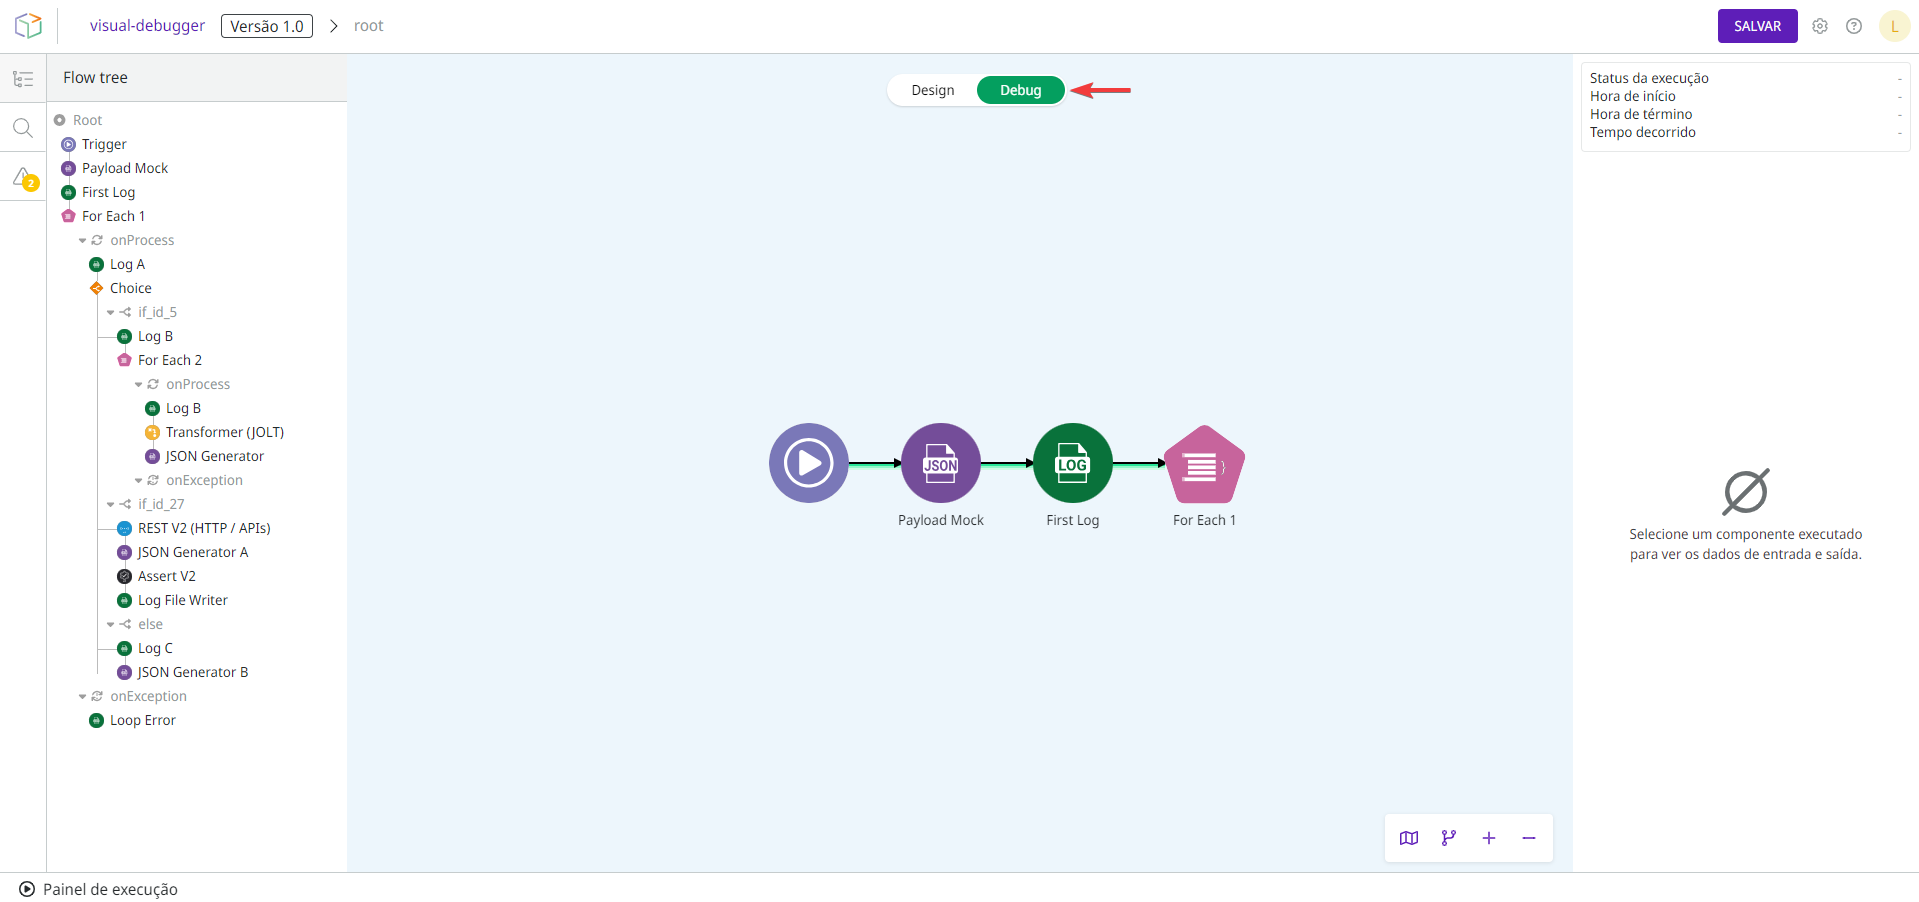 visual-debugger
Versão 1.0
root
SALVAR
L
Flow tree
2
Root
Trigger
Payload Mock
First Log
For Each 1
onProcess
Log A
Choice
if_id_5
Log B
For Each 2
onProcess
Log B
Transformer (JOLT)
JSON Generator
onException
if_id_27
REST V2 (HTTP / APIs)
JSON Generator A
Assert V2
Log File Writer
else
Log C
JSON Generator B
onException
Loop Error
Design
Debug
JSON
LOG
Payload Mock
First Log
For Each 1
Status da execução -
Hora de início -
Hora de término -
Tempo decorrido -
Selecione um componente executado
para ver os dados de entrada e saída.
Painel de execução